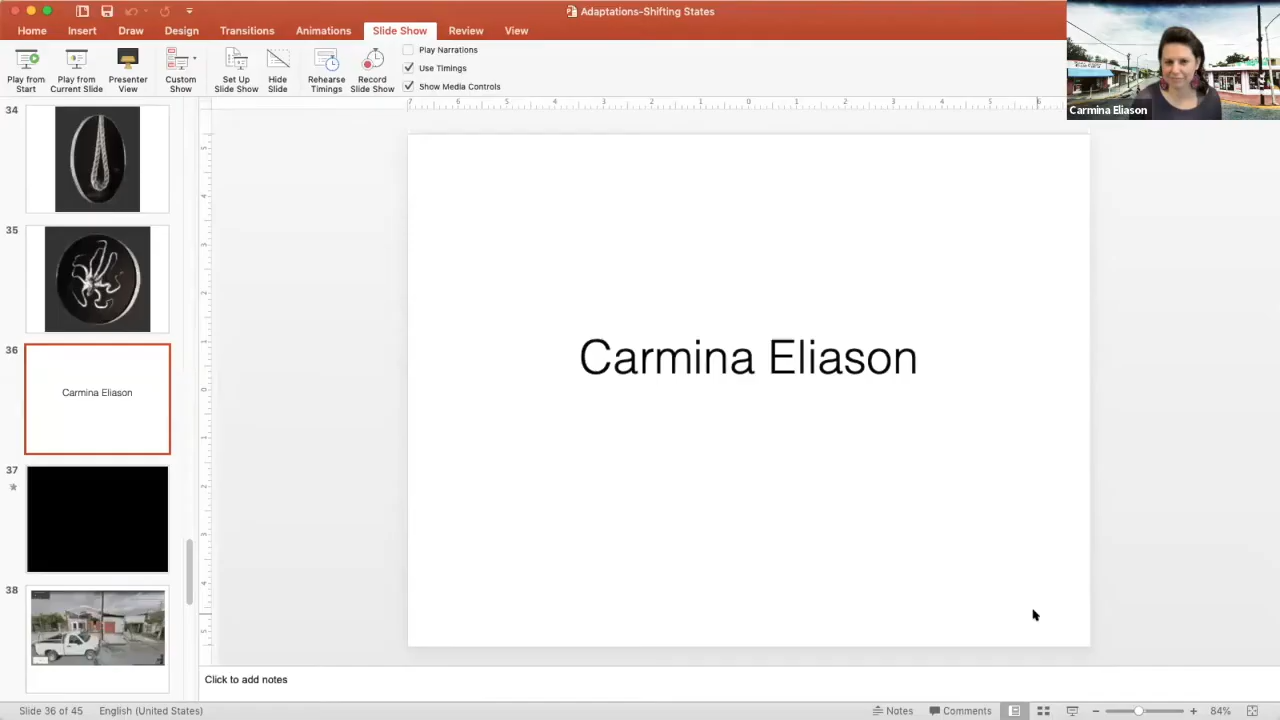 Adaptations-Shifting States
Home Insert Draw Design Transitions Animations Slide Show Review View
Play from Start
Play from Current Slide
Presenter View
Custom Show
Set Up Slide Show
Hide Slide
Rehearse Timings
Record Slide Show
Play Narrations
Use Timings
Show Media Controls
Carmina Eliason
34
35
36
Carmina Eliason
37
38
Carmina Eliason
Click to add notes
Slide 36 of 45 English (United States) Notes Comments 84%